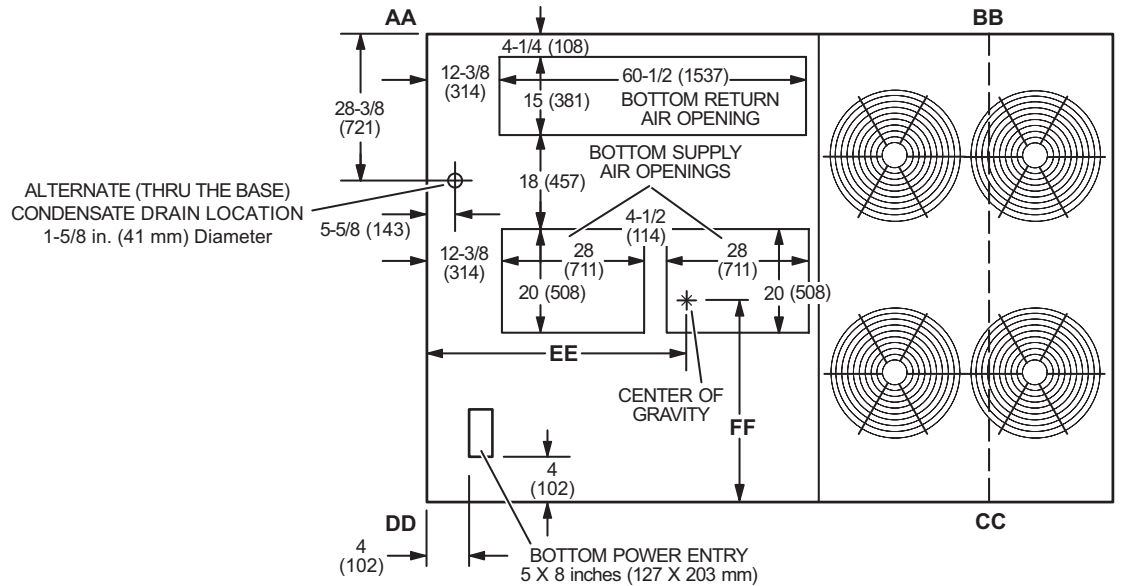 AA
BB
4-1/4 (108)
12-3/8
(314)
60-1/2 (1537)
28-3/8
(721)
15 (381)
BOTTOM RETURN
AIR OPENING
BOTTOM SUPPLY
AIR OPENINGS
18 (457)
ALTERNATE (THRU THE BASE)
CONDENSATE DRAIN LOCATION
1-5/8 in. (41 mm) Diameter
5-5/8 (143)
4-1/2
(114)
12-3/8
(314)
28
(711)
28
(711)
20 (508)
20 (508)
EE
CENTER OF
GRAVITY
FF
4
(102)
DD
CC
4
(102)
BOTTOM POWER ENTRY
5 X 8 inches (127 X 203 mm)